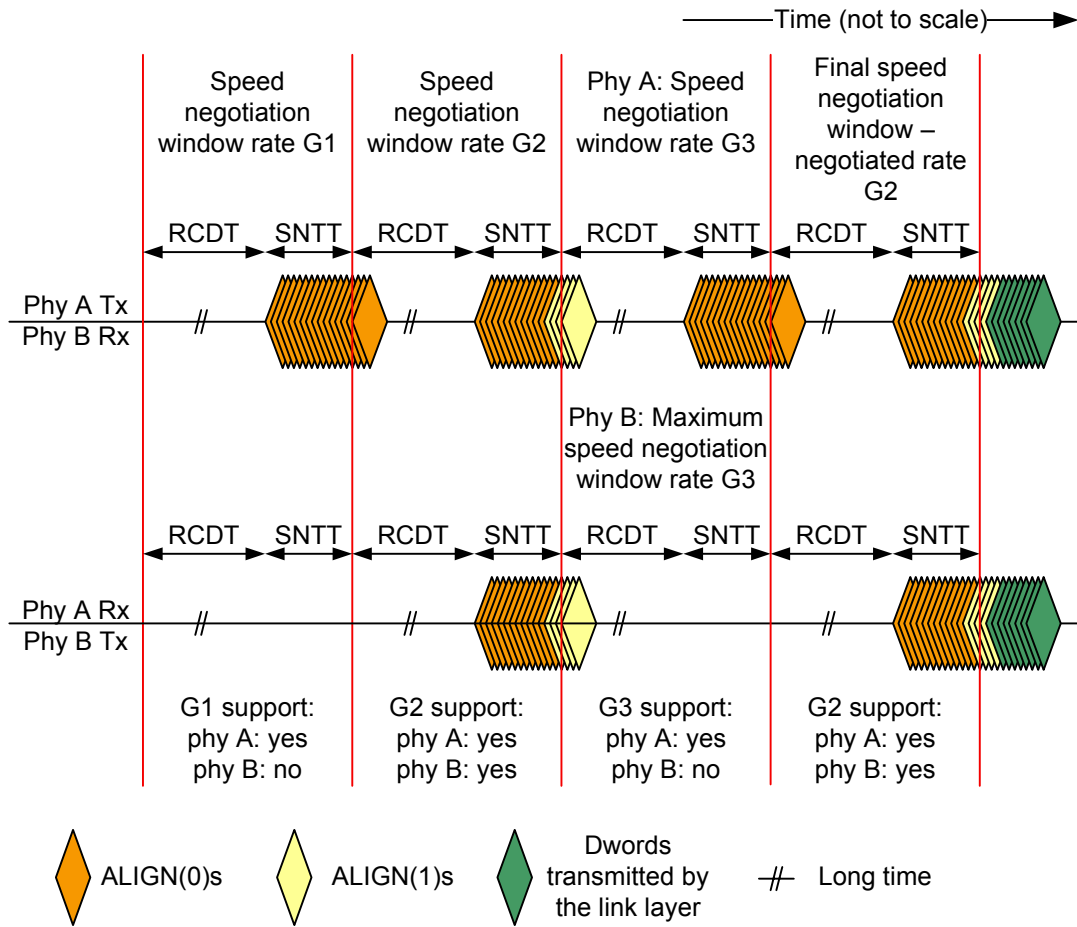 Time (not to scale)
Speed
negotiation
window rate G1
Speed
negotiation
window rate G2
Phy A: Speed
negotiation
window rate G3
Final speed
negotiation
window –
negotiated rate
G2
RCDT SNTT RCDT SNTT RCDT SNTT RCDT SNTT
Phy A Tx
Phy B Rx
Phy B: Maximum
speed negotiation
window rate G3
RCDT SNTT RCDT SNTT RCDT SNTT RCDT SNTT
Phy A Rx
Phy B Tx
G1 support:
phy A: yes
phy B: no
G2 support:
phy A: yes
phy B: yes
G3 support:
phy A: yes
phy B: no
G2 support:
phy A: yes
phy B: yes
ALIGN(0)s
ALIGN(1)s
Dwords
transmitted by
the link layer
Long time